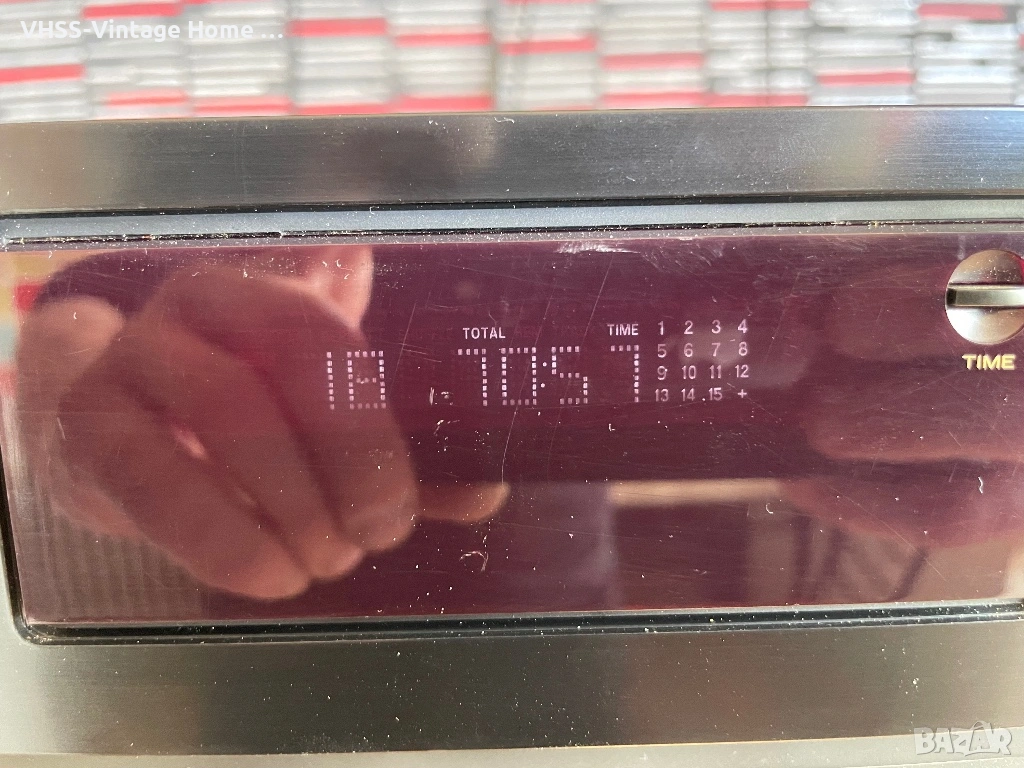 VHSS-Vintage Home ...
TOTAL TIME 1 2 3 4
18 70:57 5 6 7 8
9 10 11 12
13 14 15 +
TIME
BAZAR